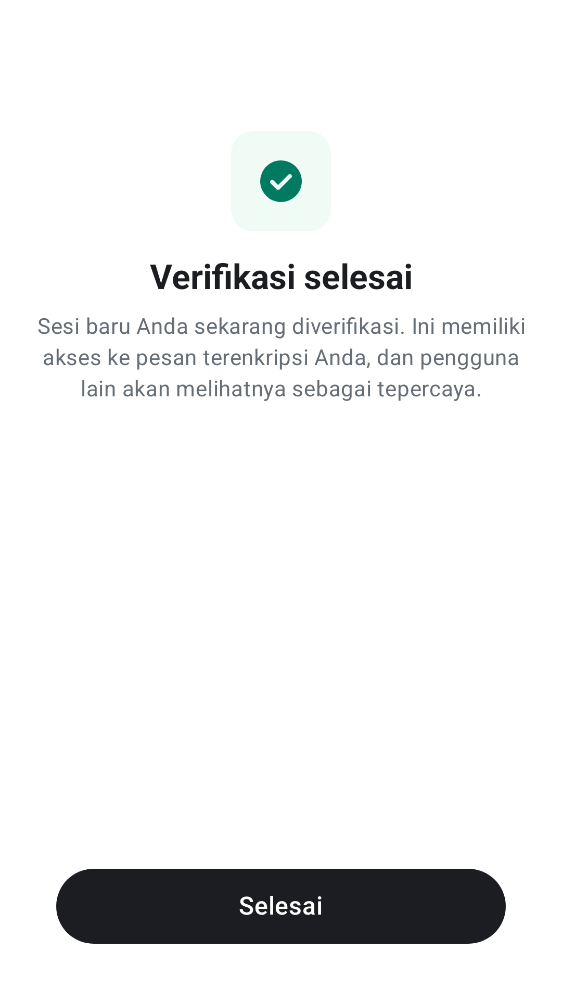 Verifikasi selesai
Sesi baru Anda sekarang diverifikasi. Ini memiliki
akses ke pesan terenkripsi Anda, dan pengguna
lain akan melihatnya sebagai tepercaya.
Selesai